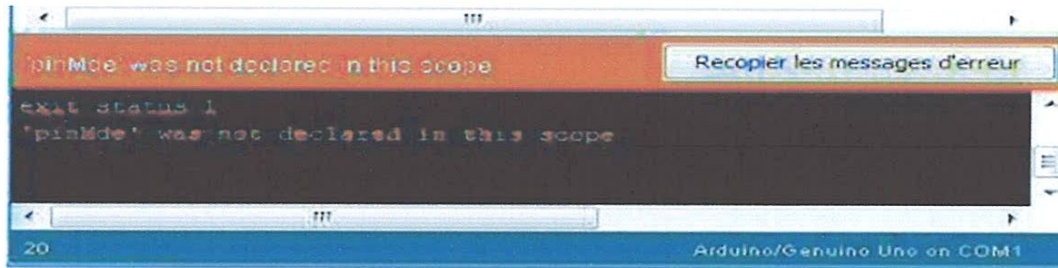 'pinMde' was not declared in this scope
Recopier les messages d'erreur
exit status 1
'pinMde' was not declared in this scope
20
Arduino/Genuino Uno on COM1